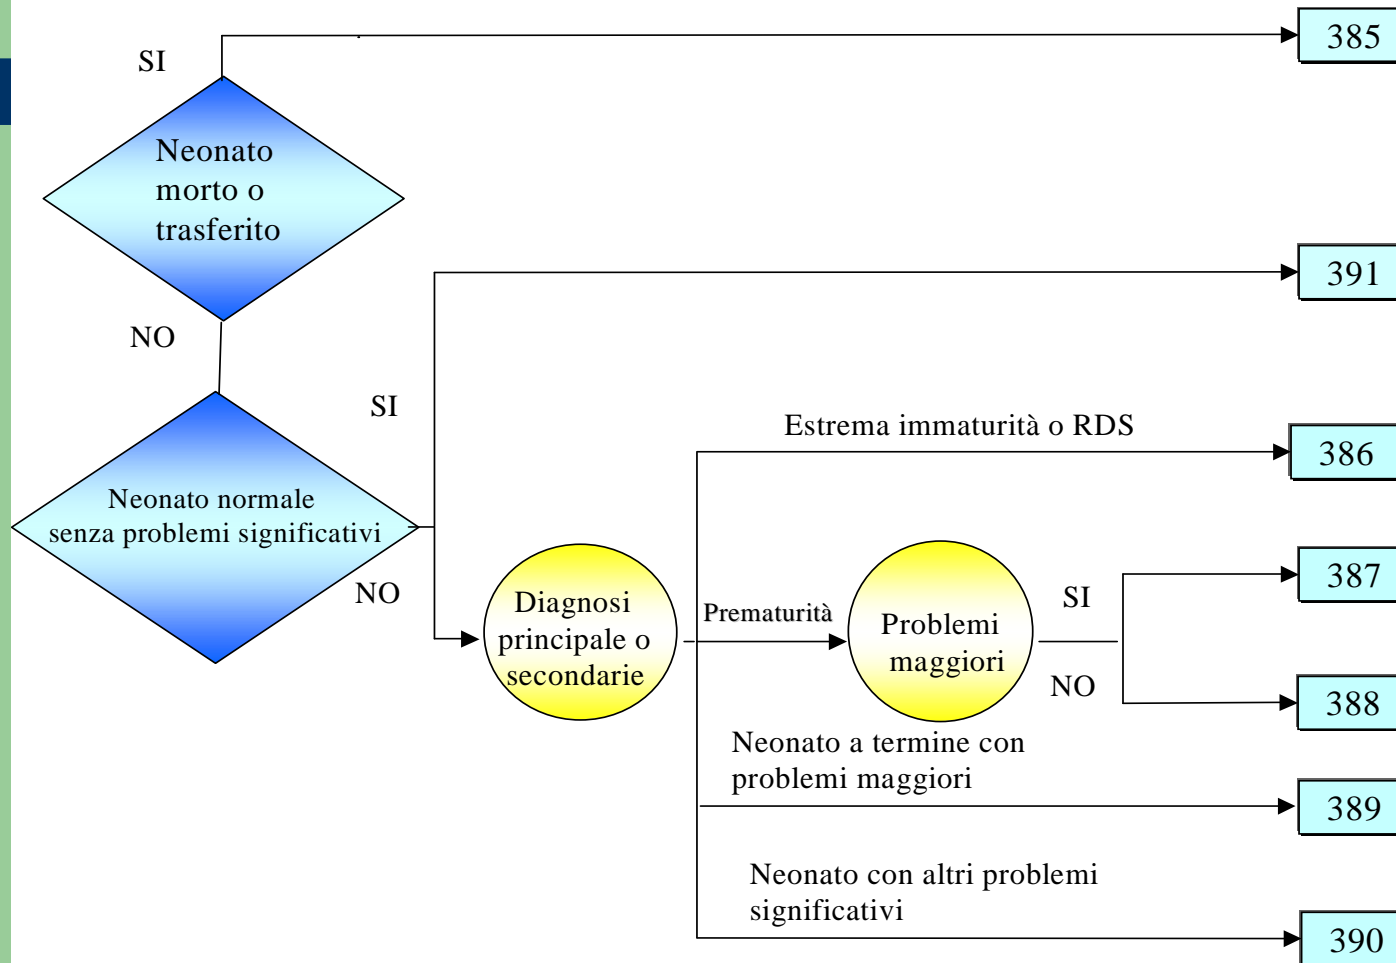 385
SI
Neonato
morto o
trasferito
391
NO
SI
Estrema immaturità o RDS
386
Neonato normale
senza problemi significativi
387
NO
Diagnosi
principale o
secondarie
Prematurità
Problemi
maggiori
SI
NO
388
Neonato a termine con
problemi maggiori
389
Neonato con altri problemi
significativi
390